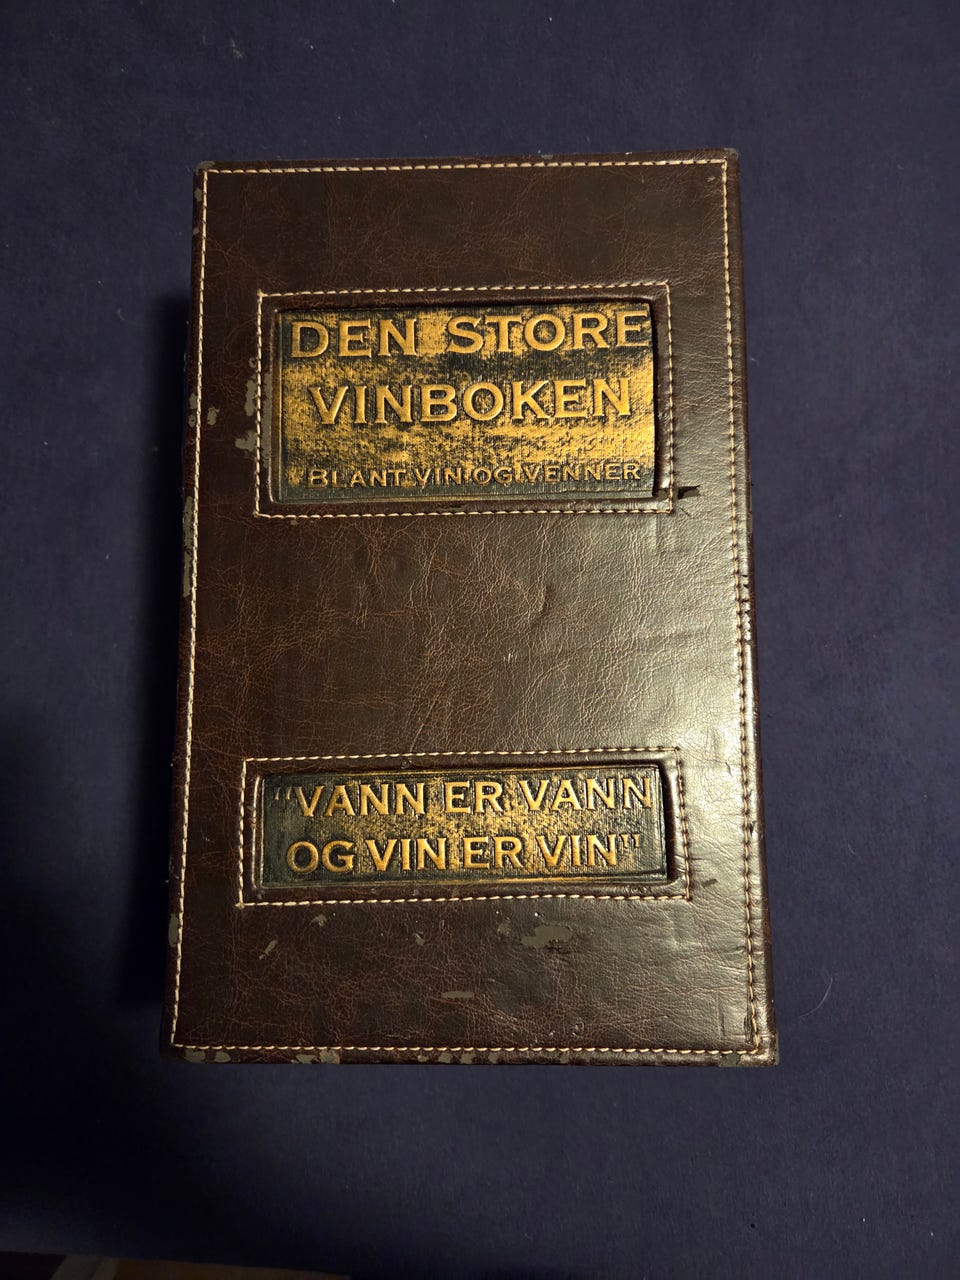 DEN STORE
VINBOKEN
"BLANT VIN OG VENNER
"VANN ER VANN
OG VIN ER VIN"